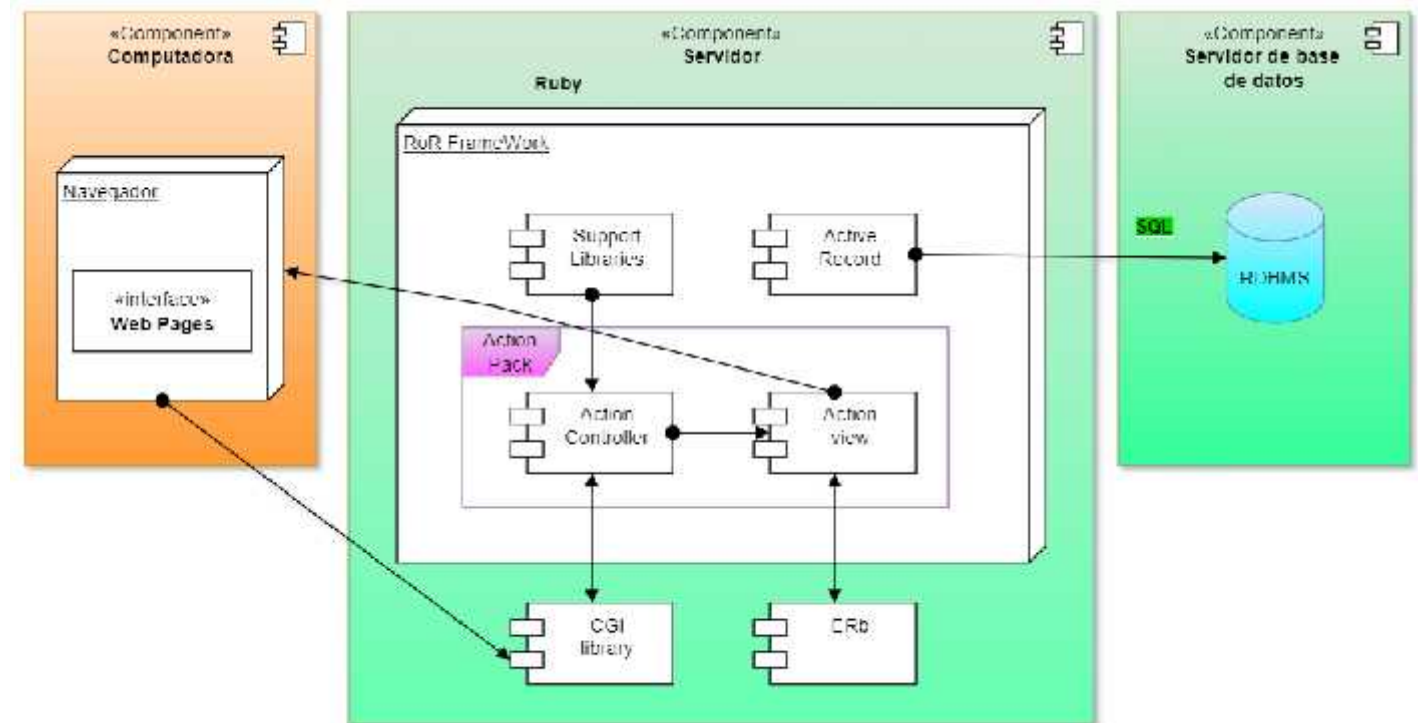 «Component»
Computadora
Navegador
«interface»
Web Pages
«Component»
Servidor
Ruby
RoR FrameWork
Support
Libraries
Active
Record
Action
Pack
Action
Controller
Action
view
CGI
library
ERb
«Component»
Servidor de base
de datos
SQL
RDBMS